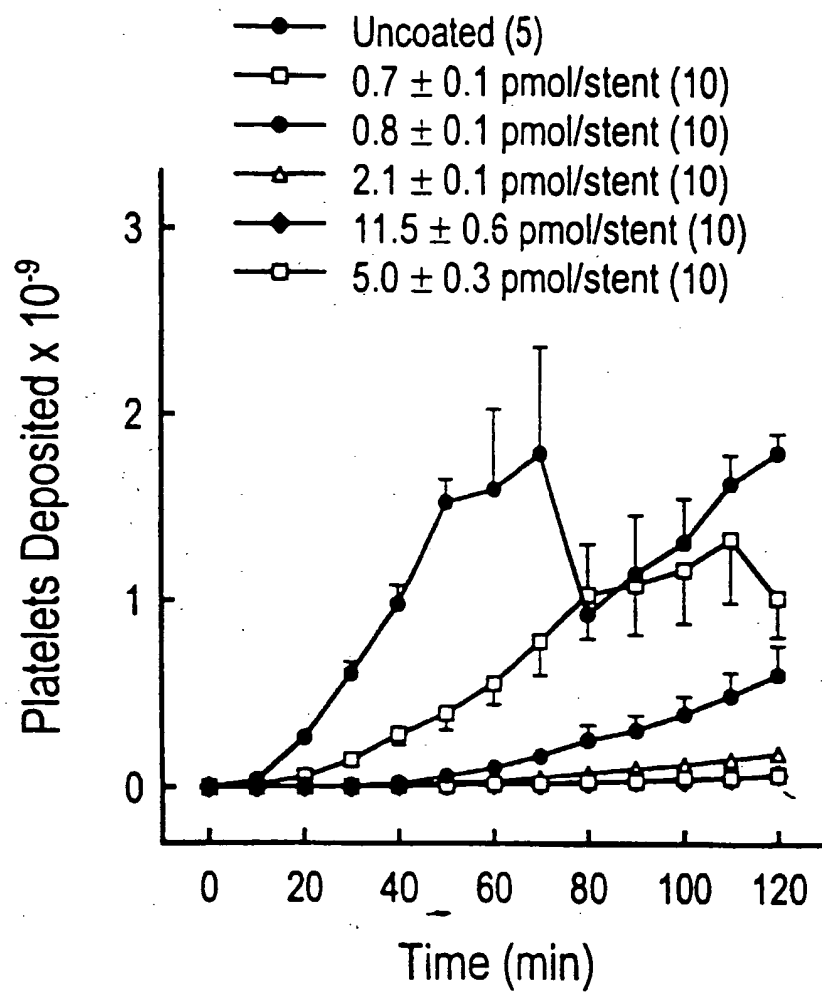 Uncoated (5)
0.7 ± 0.1 pmol/stent (10)
0.8 ± 0.1 pmol/stent (10)
2.1 ± 0.1 pmol/stent (10)
11.5 ± 0.6 pmol/stent (10)
5.0 ± 0.3 pmol/stent (10)
Platelets Deposited x 10⁻⁹
3
2
1
0
0 20 40 60 80 100 120
Time (min)